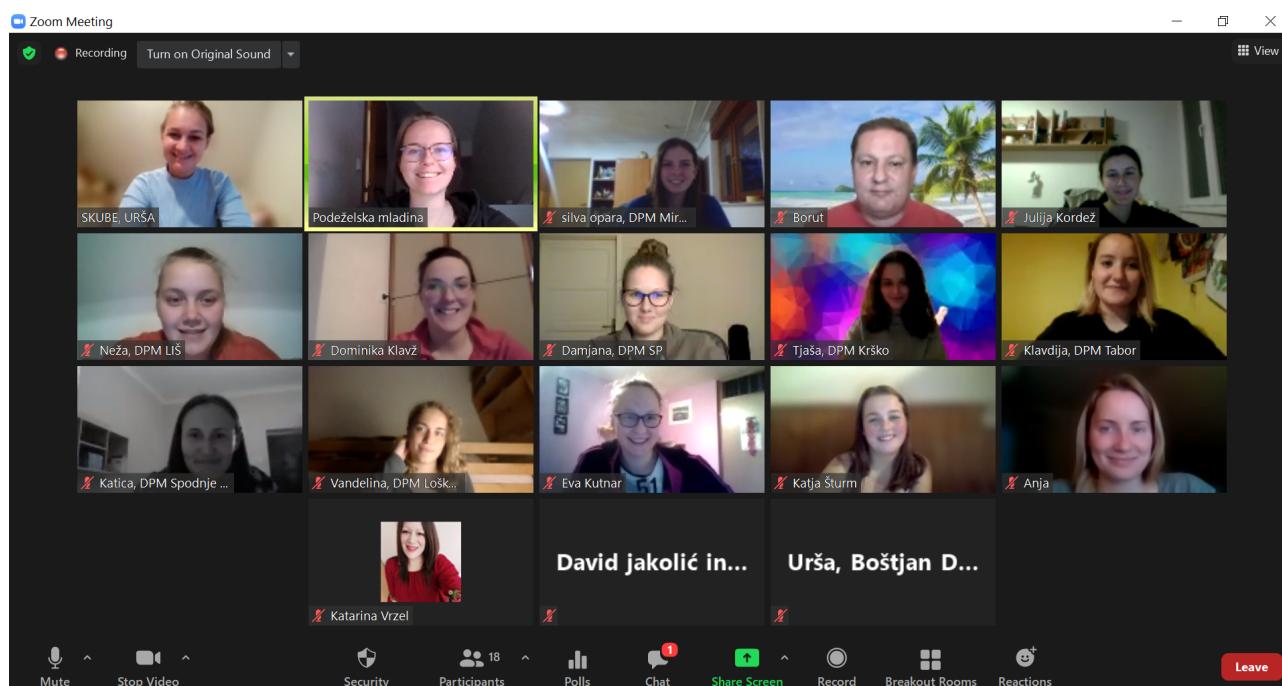 Zoom Meeting
Recording
Turn on Original Sound
View
SKUBE, URŠA
Podeželska mladina
silva opara, DPM Mir...
Borut
Julija Kordež
Neža, DPM LIŠ
Dominika Klavž
Damjana, DPM SP
Tjaša, DPM Krško
Klavdija, DPM Tabor
Katica, DPM Spodnje ...
Vandelina, DPM Lošk...
Eva Kutnar
51
Katja Šturm
Anja
David jakolić in...
Urša, Boštjan D...
Katarina Vrzel
18
1
Mute
Stop Video
Security
Participants
Polls
Chat
Share Screen
Record
Breakout Rooms
Reactions
Leave